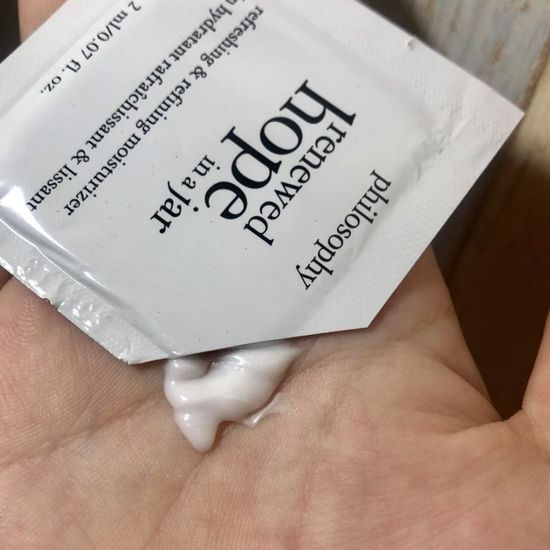 philosophy
renewed
hope
in a jar
refreshing & refining moisturizer
hydratant rafraîchissant & lissant
2 ml/0.07 fl. oz.